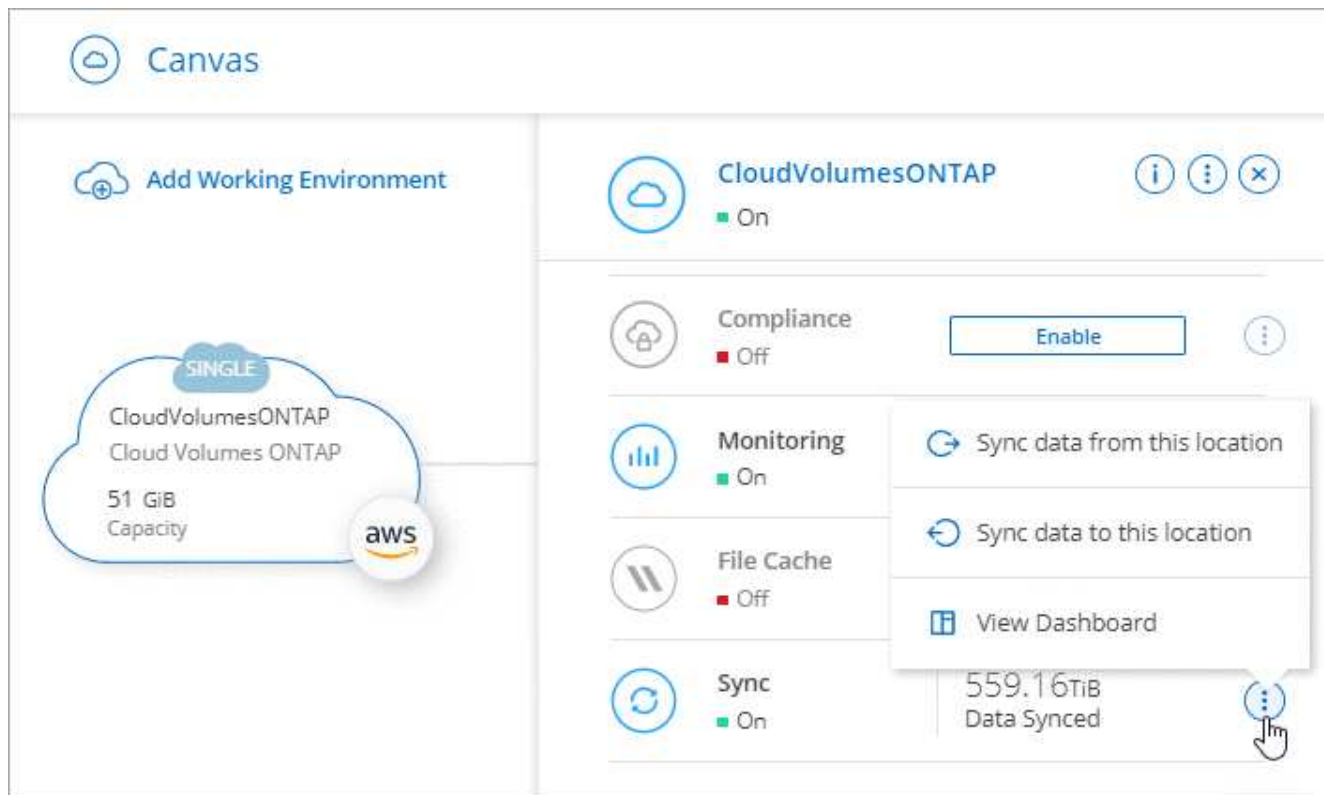 Canvas
Add Working Environment
SINGLE
CloudVolumesONTAP
Cloud Volumes ONTAP
51 GiB
Capacity
aws
CloudVolumesONTAP
On
Compliance
Off
Enable
Monitoring
On
File Cache
Off
Sync
On
559.16TiB
Data Synced
Sync data from this location
Sync data to this location
View Dashboard